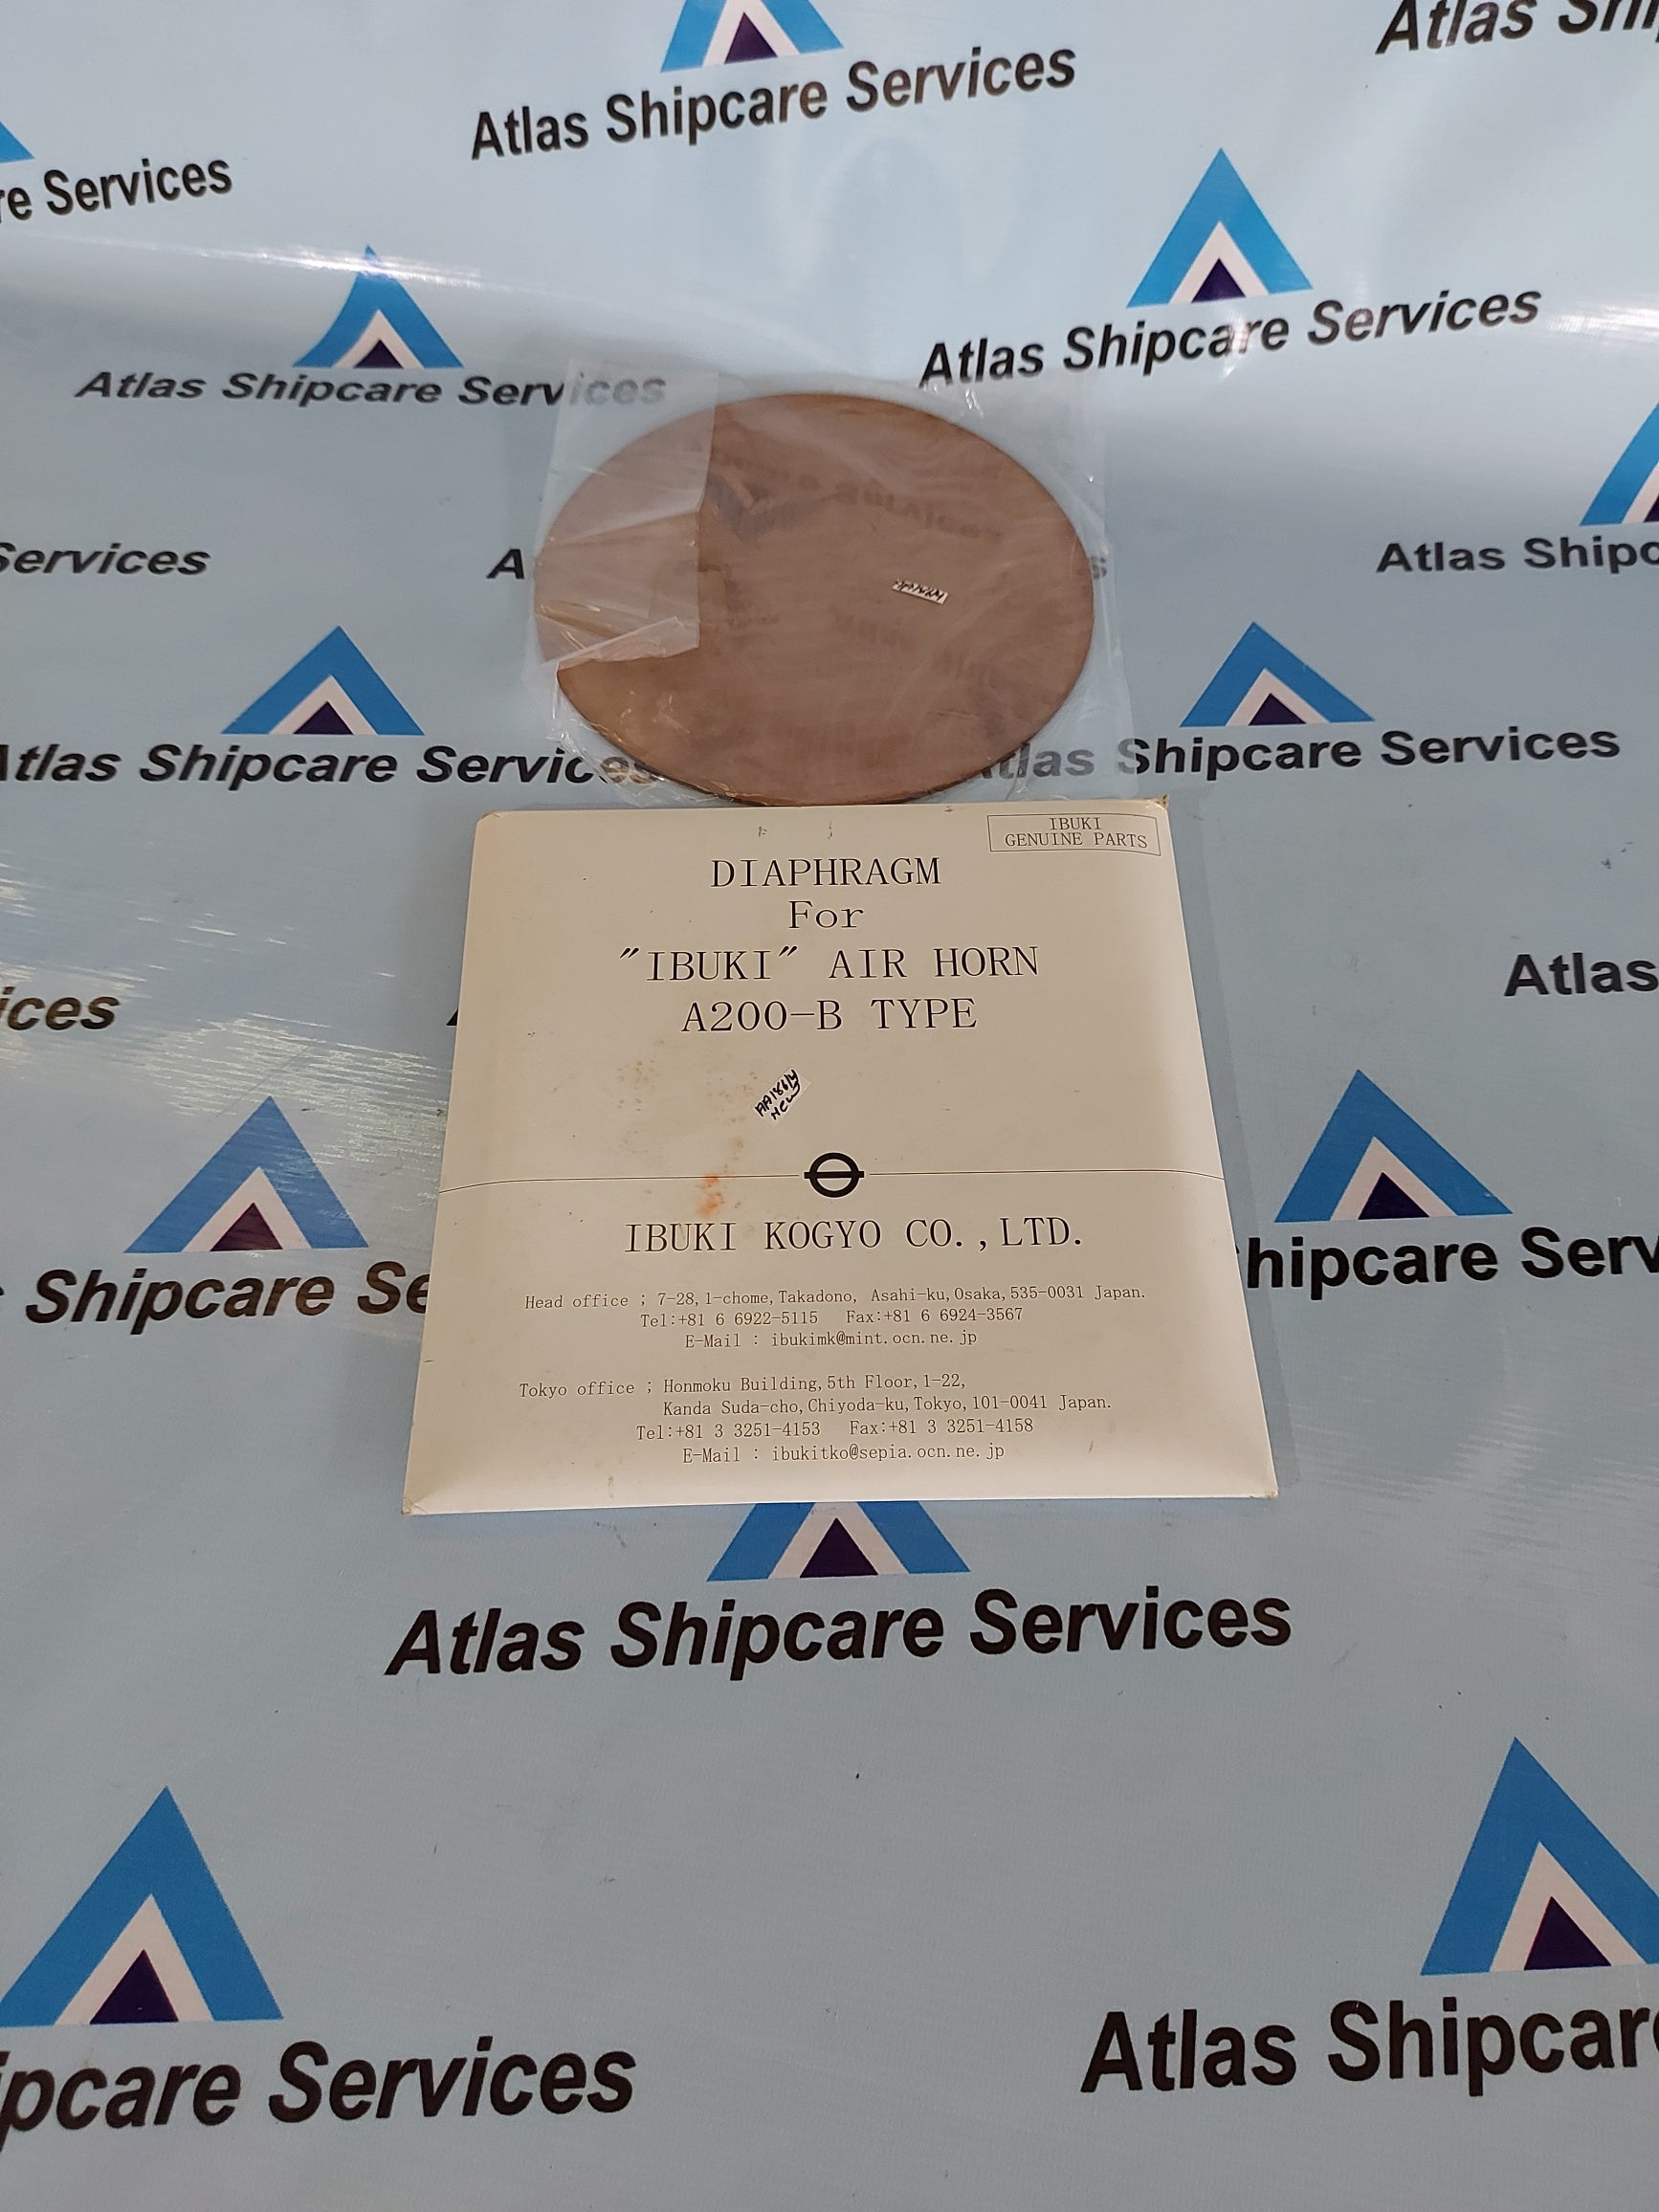 Atlas Shipcare Services
Atlas
re Services
Atlas Shipcare Services
Atlas Shipcare Services
Services
A
Atlas Shipc
Atlas Shipcare Services
Atlas Shipcare Services
IBUKI
GENUINE PARTS
DIAPHRAGM
For
"IBUKI" AIR HORN
A200-B TYPE
ices
Atlas
AA18614
New
IBUKI KOGYO CO.,LTD.
Shipcare Se
hipcare Serv
Head office ; 7-28,1-chome,Takadono, Asahi-ku,Osaka,535-0031 Japan.
Tel:+81 6 6922-5115 Fax:+81 6 6924-3567
E-Mail : ibukimk@mint.ocn.ne.jp
Tokyo office ; Honmoku Building,5th Floor,1-22,
Kanda Suda-cho,Chiyoda-ku,Tokyo,101-0041 Japan.
Tel:+81 3 3251-4153 Fax:+81 3 3251-4158
E-Mail : ibukitko@sepia.ocn.ne.jp
Atlas Shipcare Services
pcare Services
Atlas Shipcar